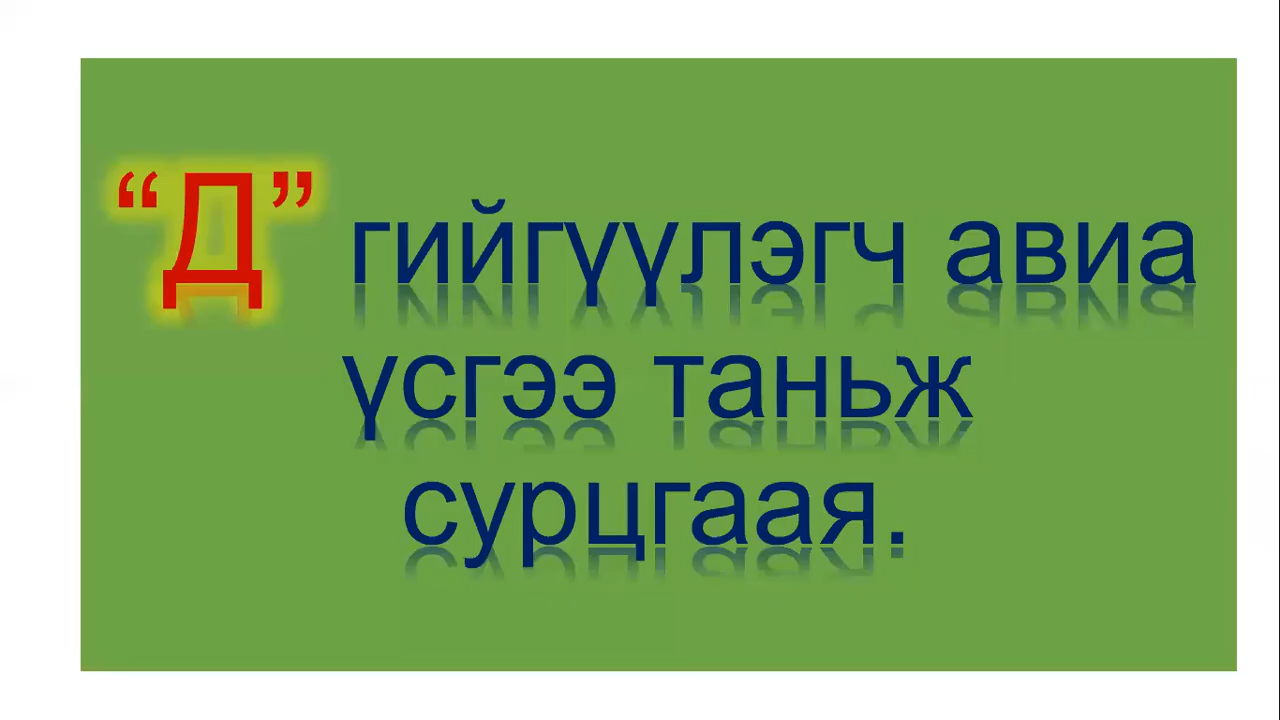 “Д” гийгүүлэгч авиа
үсгээ таньж
сурцгаая.